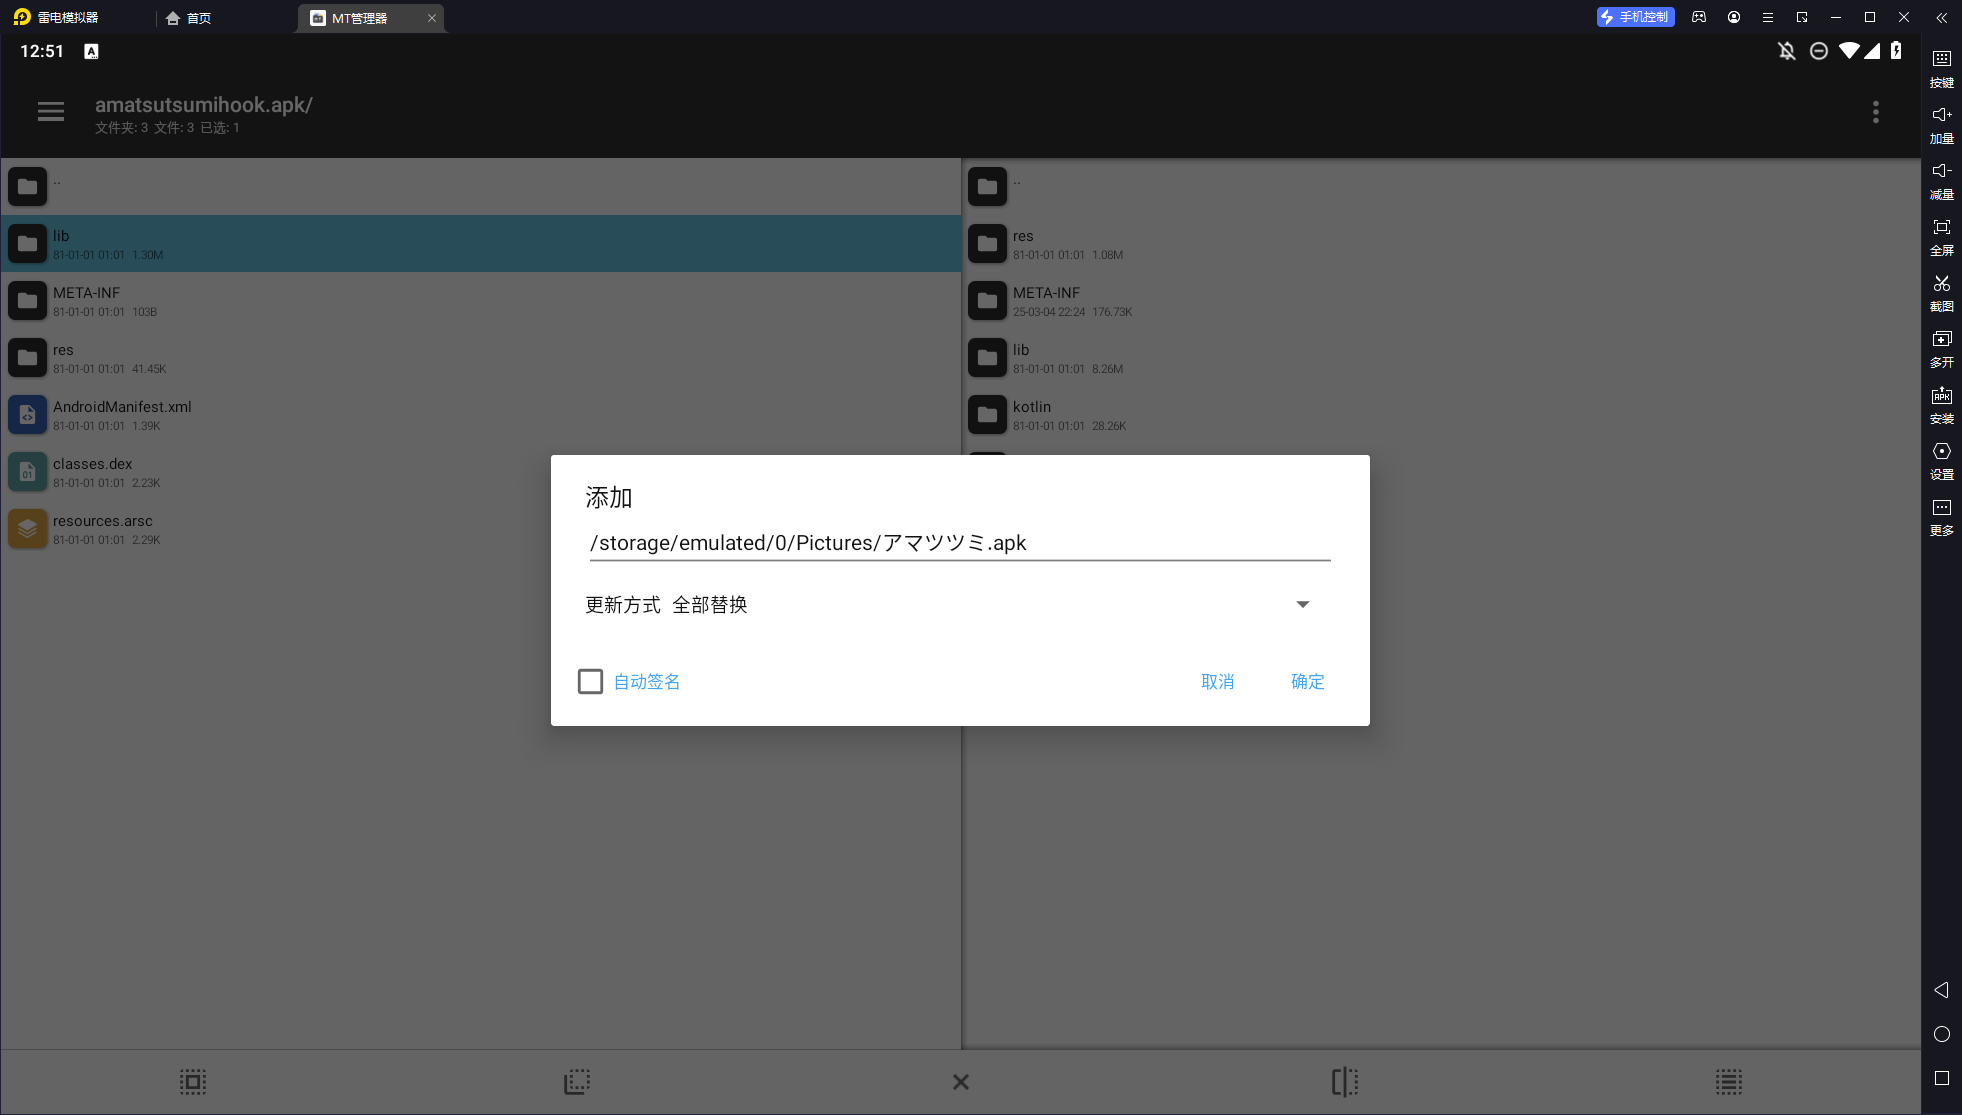 雷电模拟器
首页
MT管理器
手机控制
12:51
amatsutsumihook.apk/
文件夹: 3 文件: 3 已选: 1
..
lib
81-01-01 01:01 1.30M
META-INF
81-01-01 01:01 103B
res
81-01-01 01:01 41.45K
AndroidManifest.xml
81-01-01 01:01 1.39K
classes.dex
81-01-01 01:01 2.23K
resources.arsc
81-01-01 01:01 2.29K
..
res
81-01-01 01:01 1.08M
META-INF
25-03-04 22:24 176.73K
lib
81-01-01 01:01 8.26M
kotlin
81-01-01 01:01 28.26K
添加
/storage/emulated/0/Pictures/アマツツミ.apk
更新方式 全部替换
自动签名
取消
确定
按键
加量
减量
全屏
截图
多开
APK
安装
设置
更多